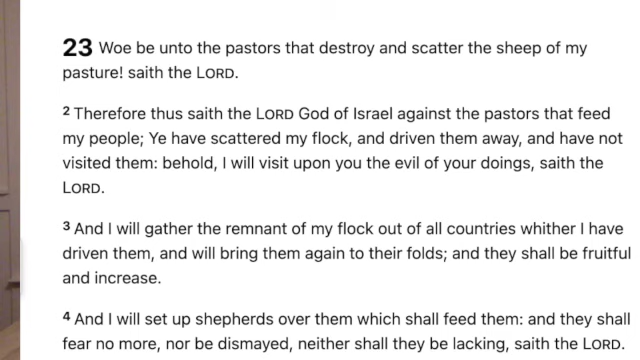 23 Woe be unto the pastors that destroy and scatter the sheep of my
pasture! saith the LORD.
2 Therefore thus saith the LORD God of Israel against the pastors that feed
my people; Ye have scattered my flock, and driven them away, and have not
visited them: behold, I will visit upon you the evil of your doings, saith the
LORD.
3 And I will gather the remnant of my flock out of all countries whither I have
driven them, and will bring them again to their folds; and they shall be fruitful
and increase.
4 And I will set up shepherds over them which shall feed them: and they shall
fear no more, nor be dismayed, neither shall they be lacking, saith the LORD.